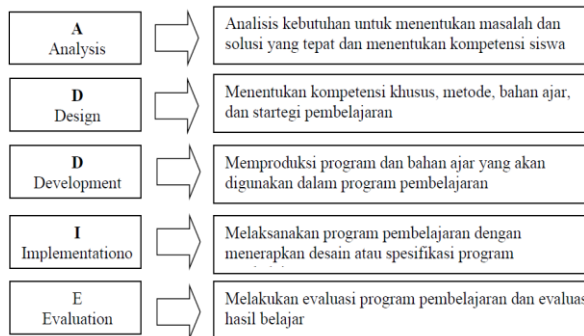 A
Analysis
Analisis kebutuhan untuk menentukan masalah dan
solusi yang tepat dan menentukan kompetensi siswa
D
Design
Menentukan kompetensi khusus, metode, bahan ajar,
dan startegi pembelajaran
D
Development
Memproduksi program dan bahan ajar yang akan
digunakan dalam program pembelajaran
I
Implementationo
Melaksanakan program pembelajaran dengan
menerapkan desain atau spesifikasi program
E
Evaluation
Melakukan evaluasi program pembelajaran dan evaluas
hasil belajar